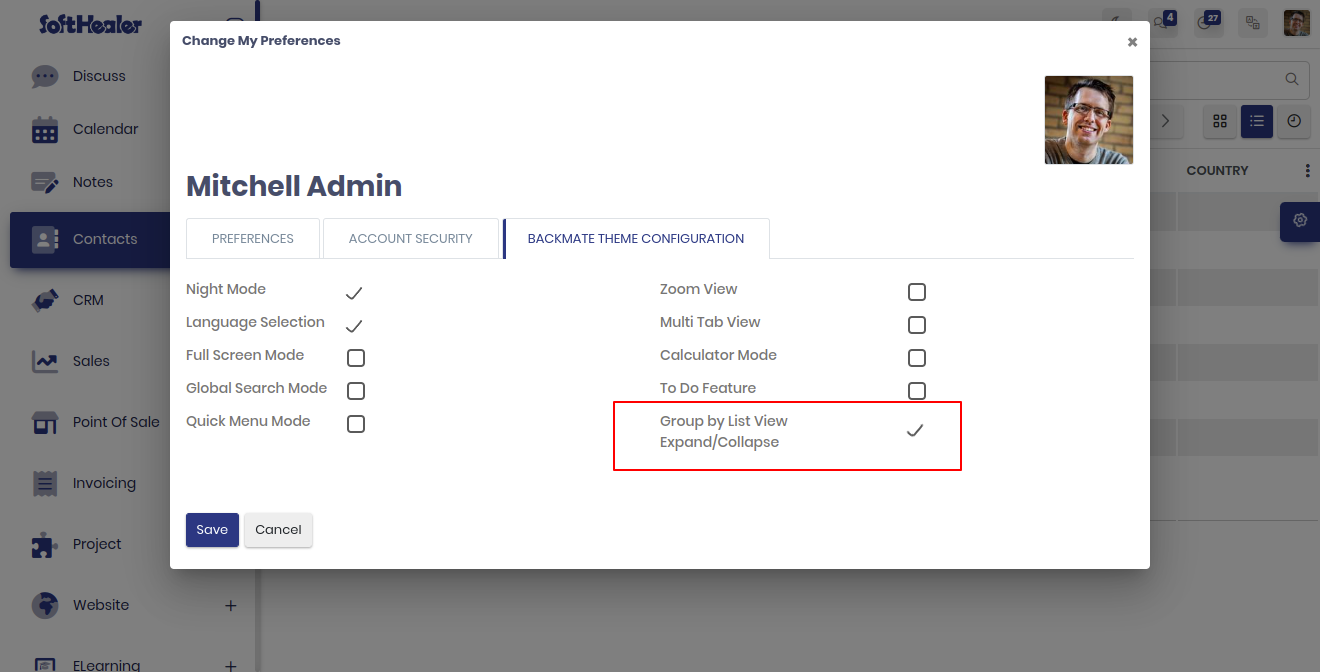 SoftHealer
4
27
Change My Preferences
Discuss
Calendar
Notes
Contacts
CRM
Sales
Point Of Sale
Invoicing
Project
Website
ELearning
COUNTRY
Mitchell Admin
PREFERENCES
ACCOUNT SECURITY
BACKMATE THEME CONFIGURATION
Night Mode
Language Selection
Full Screen Mode
Global Search Mode
Quick Menu Mode
Zoom View
Multi Tab View
Calculator Mode
To Do Feature
Group by List View
Expand/Collapse
Save
Cancel